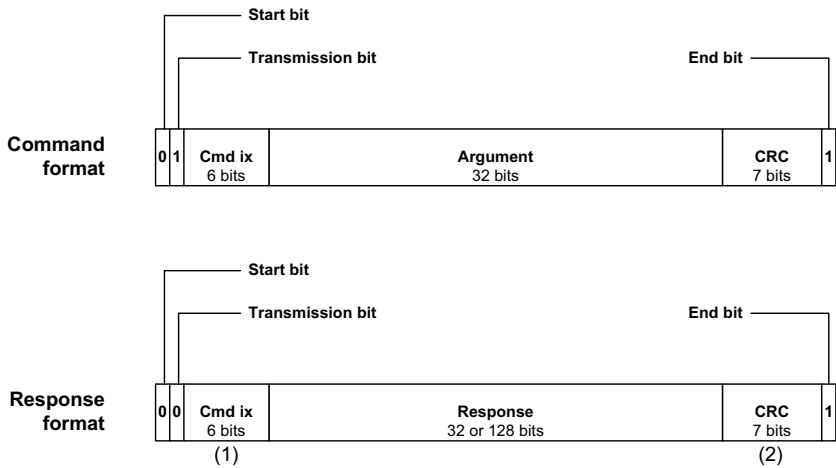 Start bit
Transmission bit
End bit
Command format
0 1 Cmd ix 6 bits
Argument 32 bits
CRC 7 bits
1
Start bit
Transmission bit
End bit
Response format
0 0 Cmd ix 6 bits
Response 32 or 128 bits
CRC 7 bits
1
(1)
(2)